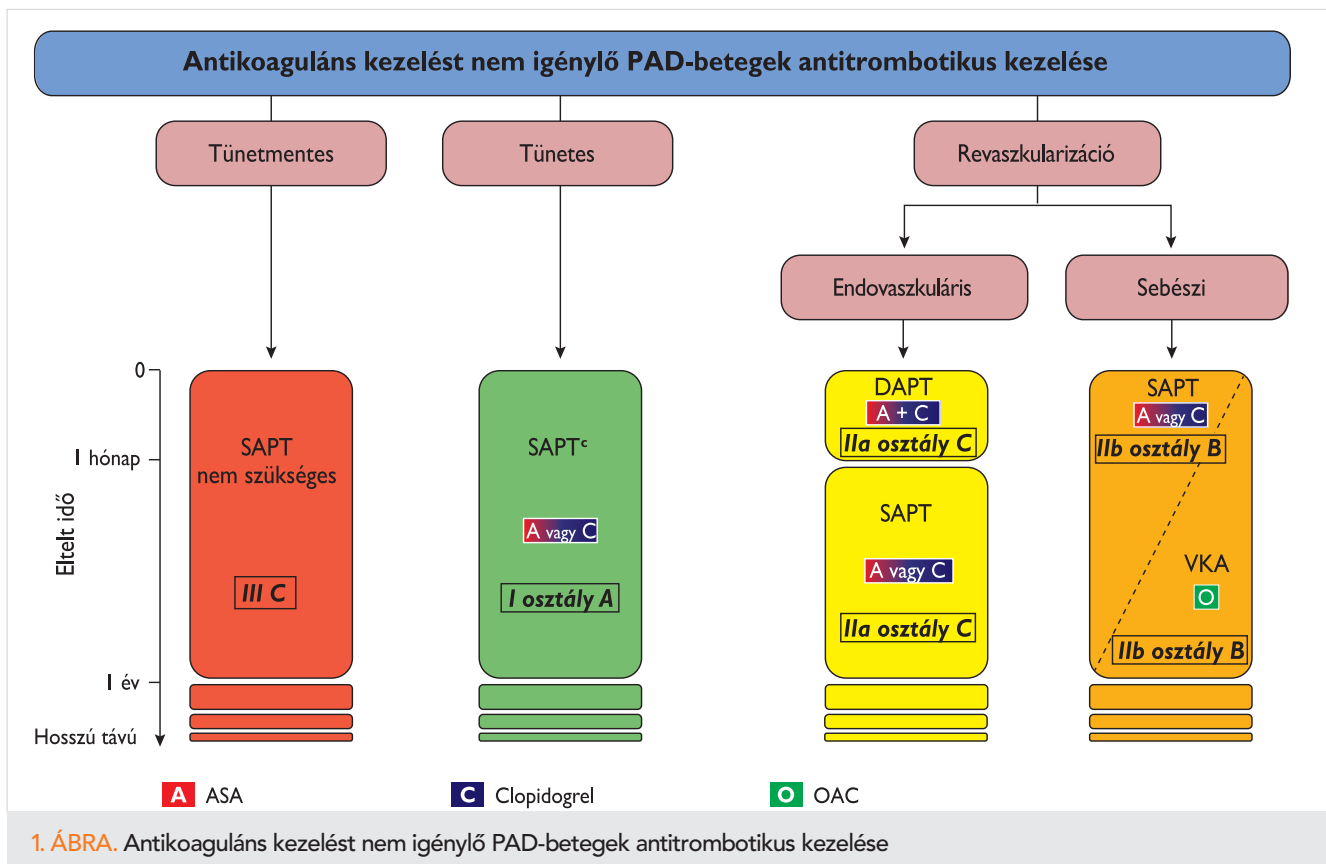 Antikoaguláns kezelést nem igénylő PAD-betegek antitrombotikus kezelése
Tünetmentes
Tünetes
Revaszkularizáció
Endovaszkuláris
Sebészi
Eltelt idő
0
1 hónap
1 év
Hosszú távú
SAPT
nem szükséges
III C
SAPTᶜ
A vagy C
I osztály A
DAPT
A + C
IIa osztály C
SAPT
A vagy C
IIa osztály C
SAPT
A vagy C
IIb osztály B
VKA
O
IIb osztály B
A ASA
C Clopidogrel
O OAC
1. ÁBRA. Antikoaguláns kezelést nem igénylő PAD-betegek antitrombotikus kezelése